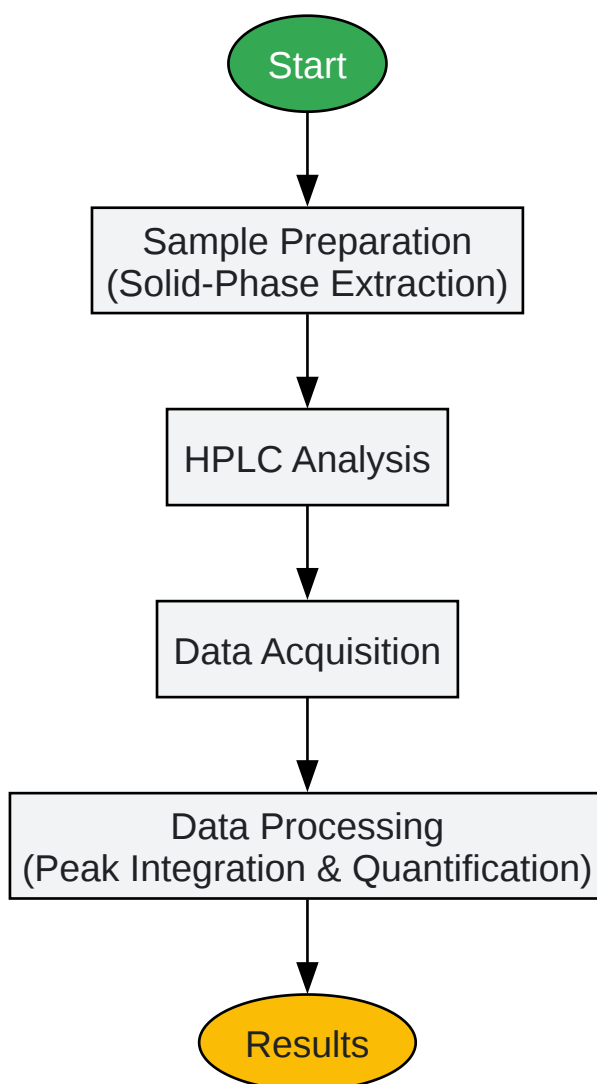 Start
Sample Preparation
(Solid-Phase Extraction)
HPLC Analysis
Data Acquisition
Data Processing
(Peak Integration & Quantification)
Results